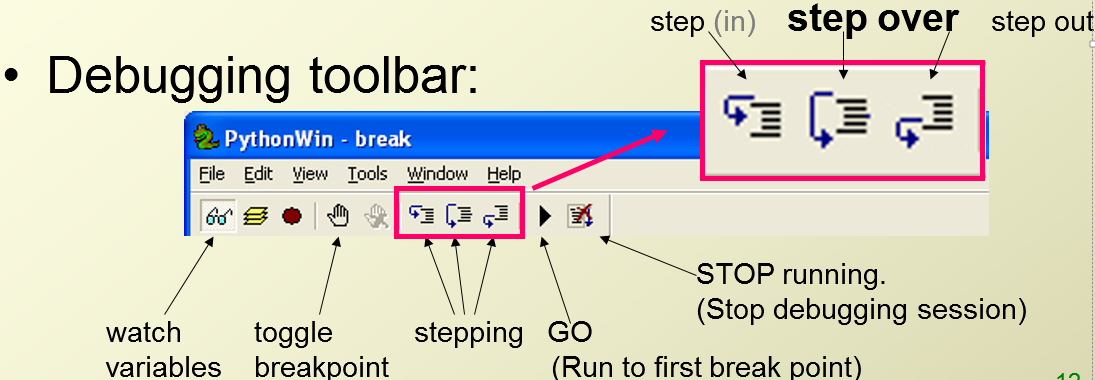 step (in) step over step out
• Debugging toolbar:
PythonWin - break
File Edit View Tools Window Help
STOP running.
(Stop debugging session)
watch toggle stepping GO
variables breakpoint (Run to first break point)
12